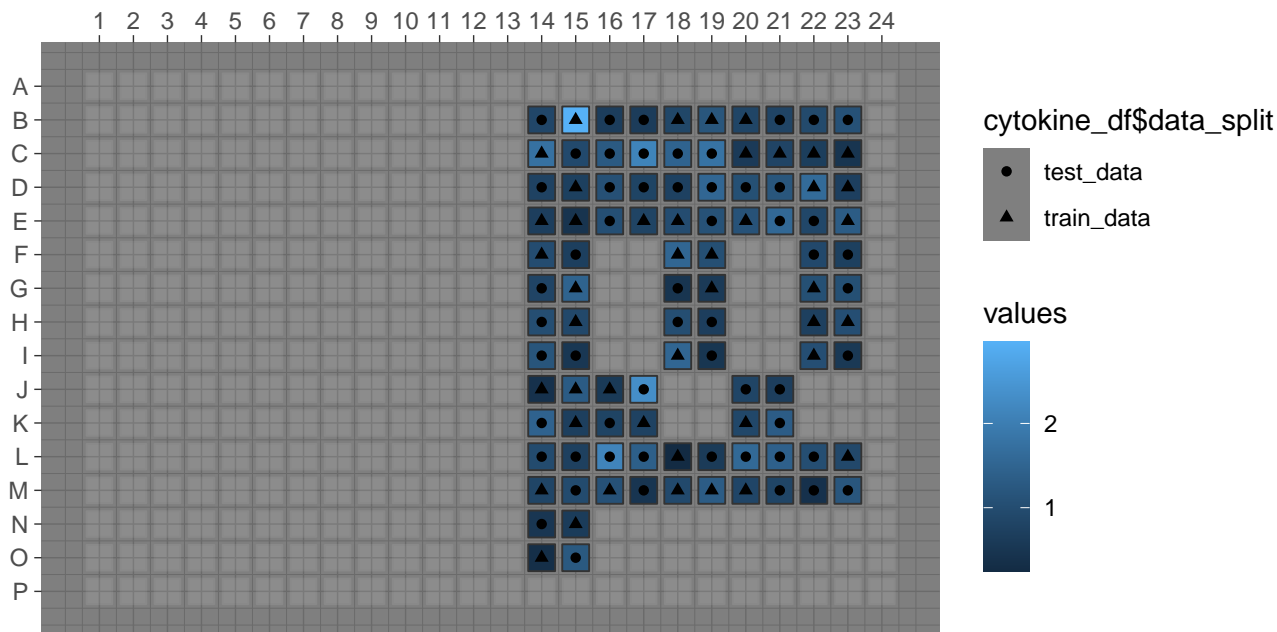 1 2 3 4 5 6 7 8 9 10 11 12 13 14 15 16 17 18 19 20 21 22 23 24
A
B
C
D
E
F
G
H
I
J
K
L
M
N
O
P
cytokine_df$data_split
test_data
train_data
values
2
1